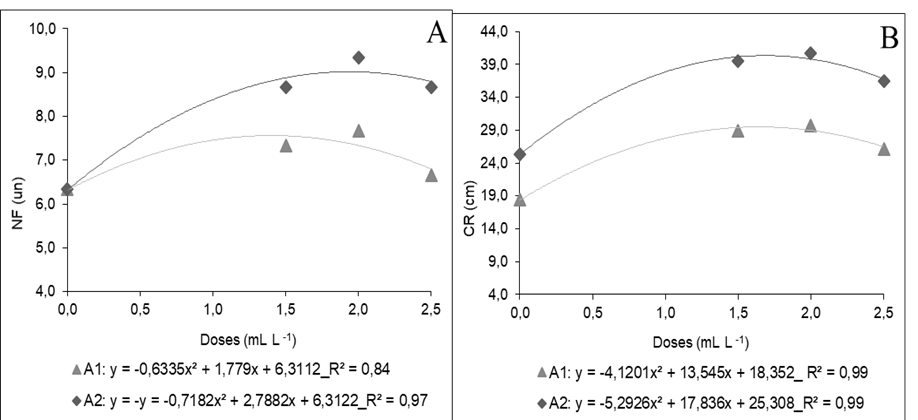 A
10,0
9,0
8,0
7,0
6,0
5,0
4,0
NF (un)
0,0 0,5 1,0 1,5 2,0 2,5
Doses (mL L⁻¹)
A1: y = -0,6335x² + 1,779x + 6,3112_R² = 0,84
A2: y = -y = -0,7182x² + 2,7882x + 6,3122_R² = 0,97
B
44,0
39,0
34,0
29,0
24,0
19,0
14,0
9,0
4,0
CR (cm)
0,0 0,5 1,0 1,5 2,0 2,5
Doses (mL L⁻¹)
A1: y = -4,1201x² + 13,545x + 18,352_ R² = 0,99
A2: y = -5,2926x² + 17,836x + 25,308_R² = 0,99